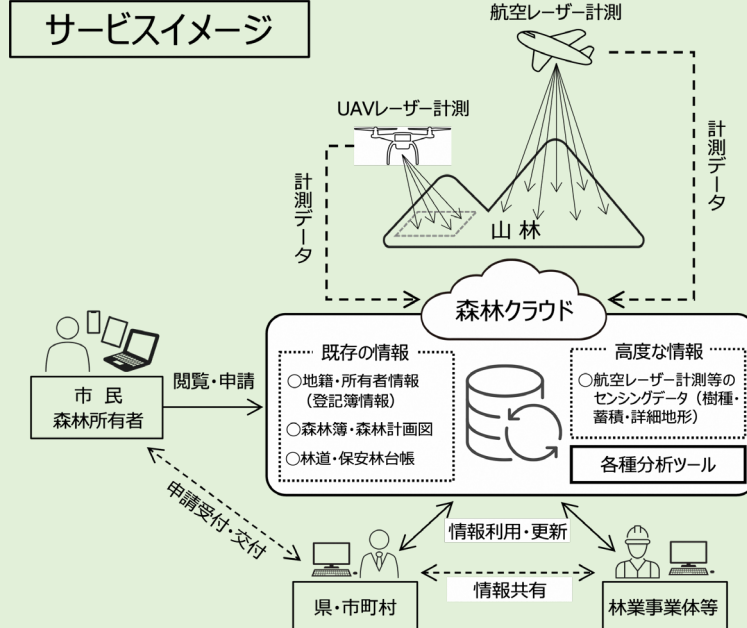 サービスイメージ
航空レーザー計測
UAVレーザー計測
計測データ
計測データ
山 林
森林クラウド
既存の情報
○地籍・所有者情報
（登記簿情報）
○森林簿・森林計画図
○林道・保安林台帳
高度な情報
○航空レーザー計測等の
センシングデータ（樹種・
蓄積・詳細地形）
各種分析ツール
市 民
森林所有者
閲覧・申請
申請受付・交付
情報利用・更新
情報共有
県・市町村
林業事業体等